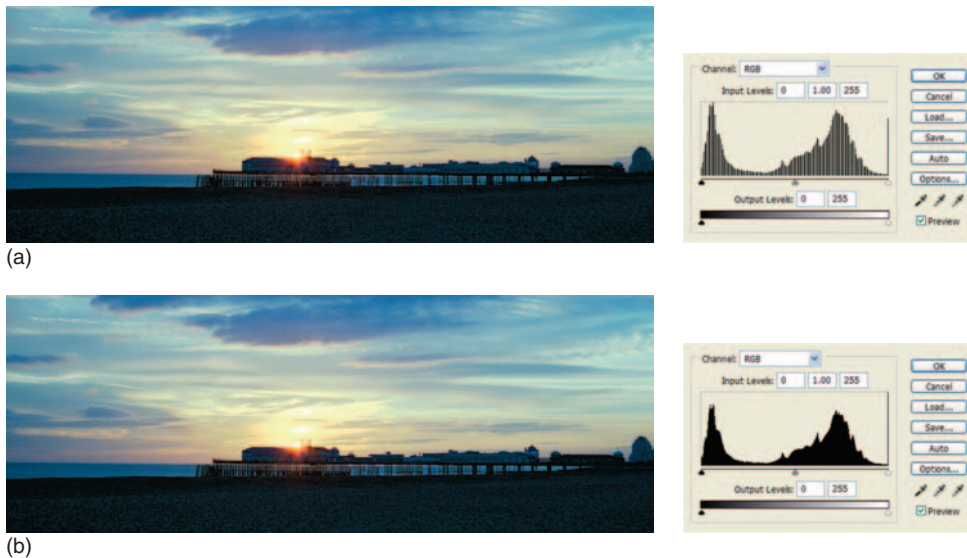 Channel: RGB
OK
Input Levels: 0 1.00 255
Cancel
Load...
Save...
Auto
Options...
Output Levels: 0 255
Preview
(a)
Channel: RGB
OK
Input Levels: 0 1.00 255
Cancel
Load...
Save...
Auto
Options...
Output Levels: 0 255
Preview
(b)